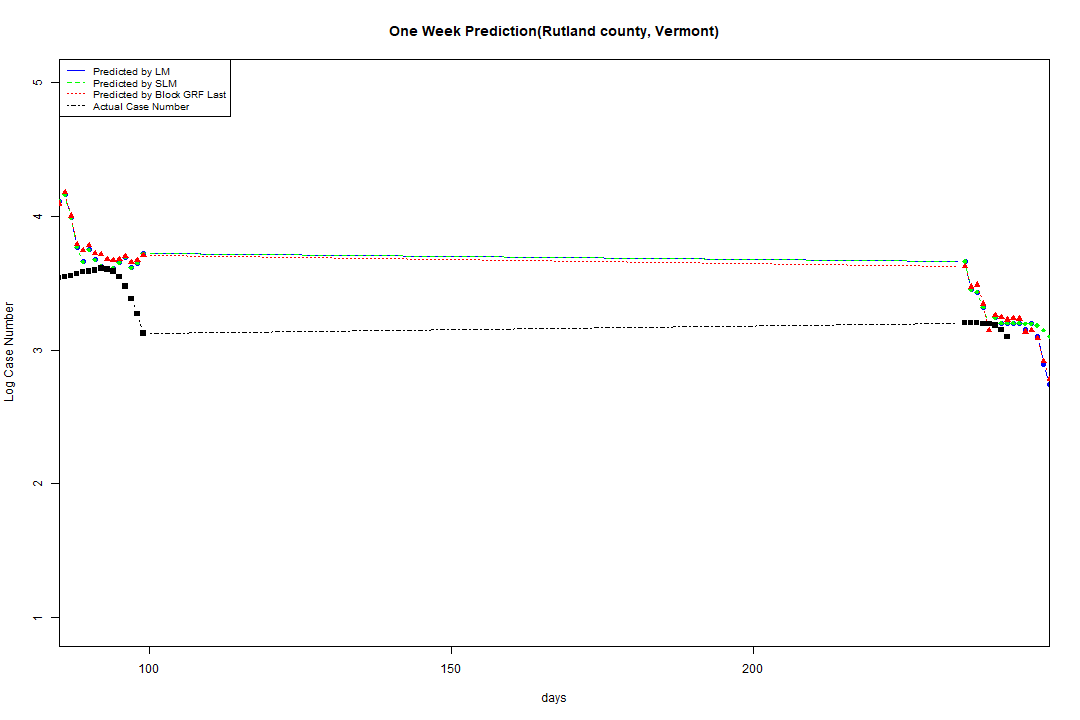 One Week Prediction(Rutland county, Vermont)
Predicted by LM
Predicted by SLM
Predicted by Block GRF Last
Actual Case Number
5
4
3
2
1
Log Case Number
100
150
200
days